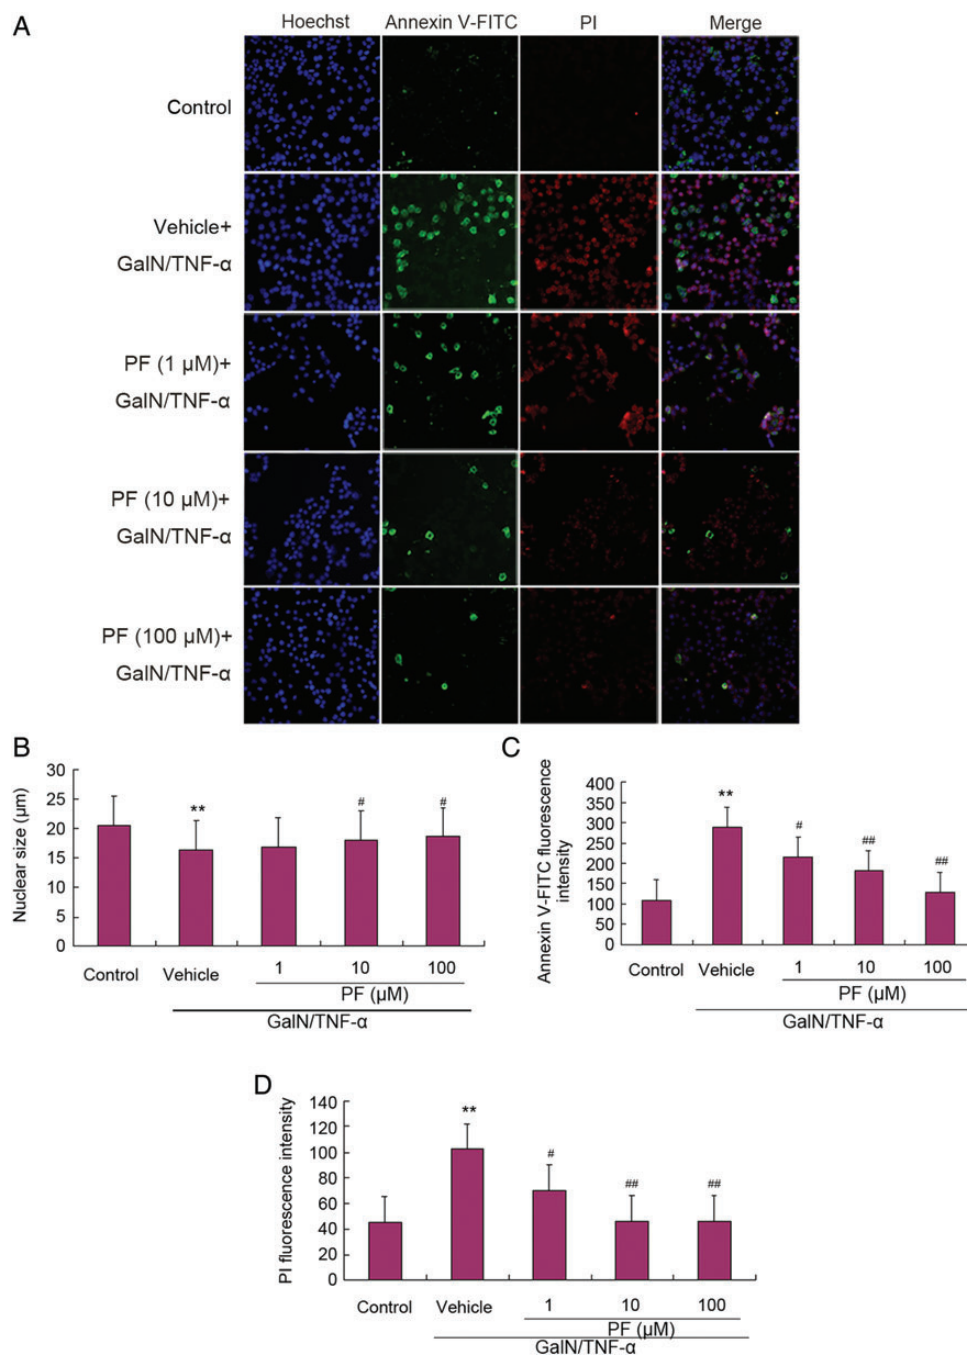 A
Hoechst Annexin V-FITC PI Merge
Control
Vehicle+
GalN/TNF-α
PF (1 µM)+
GalN/TNF-α
PF (10 µM)+
GalN/TNF-α
PF (100 µM)+
GalN/TNF-α
B
Nuclear size (µm)
30
25
20
15
10
5
0
**
#
#
Control Vehicle 1 10 100
PF (µM)
GalN/TNF-α
C
Annexin V-FITC fluorescence
intensity
400
350
300
250
200
150
100
50
0
**
#
##
##
Control Vehicle 1 10 100
PF (µM)
GalN/TNF-α
D
PI fluorescence intensity
140
120
100
80
60
40
20
0
**
#
##
##
Control Vehicle 1 10 100
PF (µM)
GalN/TNF-α